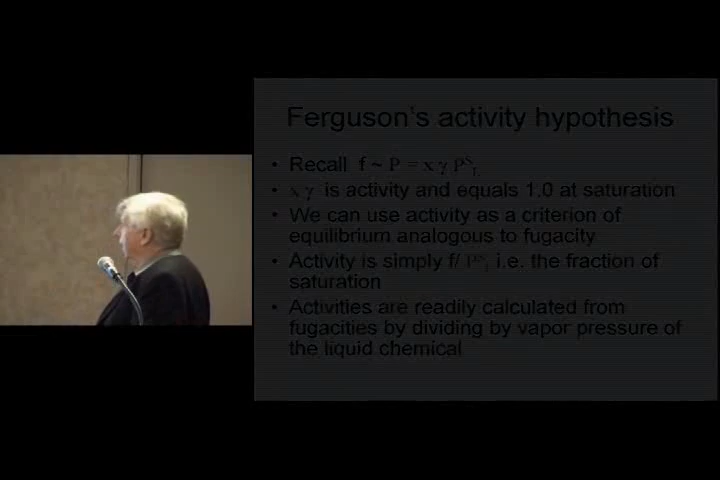 Ferguson's activity hypothesis
• Recall f ~ P = x γ Pˢ_L
• x γ is activity and equals 1.0 at saturation
• We can use activity as a criterion of
equilibrium analogous to fugacity
• Activity is simply f/ Pˢ_L i.e. the fraction of
saturation
• Activities are readily calculated from
fugacities by dividing by vapor pressure of
the liquid chemical